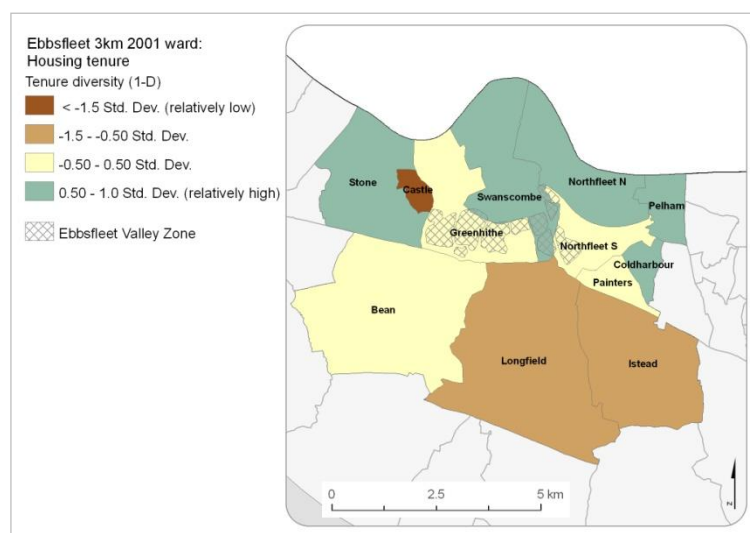 Ebbsfleet 3km 2001 ward:
Housing tenure
Tenure diversity (1-D)
< -1.5 Std. Dev. (relatively low)
-1.5 - -0.50 Std. Dev.
-0.50 - 0.50 Std. Dev.
0.50 - 1.0 Std. Dev. (relatively high)
Ebbsfleet Valley Zone
Stone
Castle
Swanscombe
Northfleet N
Pelham
Greenhithe
Northfleet S
Coldharbour
Painters
Bean
Longfield
Istead
0 2.5 5 km
N